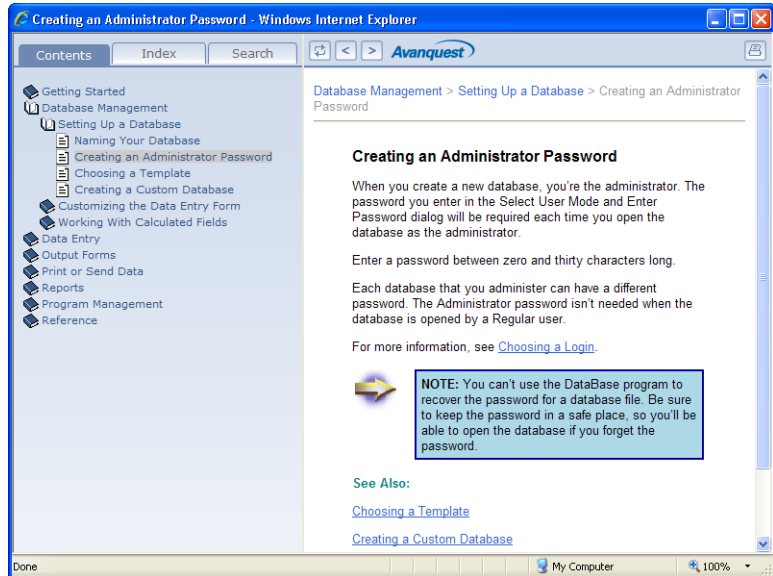 Creating an Administrator Password - Windows Internet Explorer
Contents
Index
Search
Avanquest
Getting Started
Database Management
Setting Up a Database
Naming Your Database
Creating an Administrator Password
Choosing a Template
Creating a Custom Database
Customizing the Data Entry Form
Working With Calculated Fields
Data Entry
Output Forms
Print or Send Data
Reports
Program Management
Reference
Database Management > Setting Up a Database > Creating an Administrator
Password
Creating an Administrator Password
When you create a new database, you're the administrator. The
password you enter in the Select User Mode and Enter
Password dialog will be required each time you open the
database as the administrator.
Enter a password between zero and thirty characters long.
Each database that you administer can have a different
password. The Administrator password isn't needed when the
database is opened by a Regular user.
For more information, see Choosing a Login.
NOTE: You can't use the DataBase program to
recover the password for a database file. Be sure
to keep the password in a safe place, so you'll be
able to open the database if you forget the
password.
See Also:
Choosing a Template
Creating a Custom Database
Done
My Computer
100%